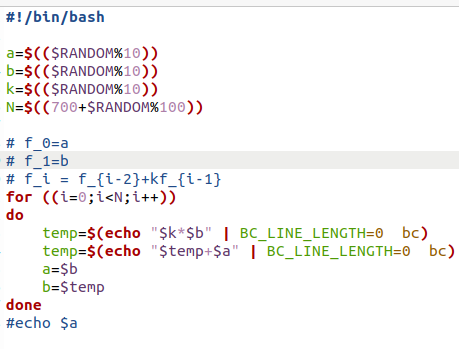 #!/bin/bash
a=$(($RANDOM%10))
b=$(($RANDOM%10))
k=$(($RANDOM%10))
N=$((700+$RANDOM%100))
# f_0=a
# f_1=b
# f_i = f_{i-2}+kf_{i-1}
for ((i=0;i<N;i++))
do
    temp=$(echo "$k*$b" | BC_LINE_LENGTH=0  bc)
    temp=$(echo "$temp+$a" | BC_LINE_LENGTH=0  bc)
    a=$b
    b=$temp
done
#echo $a